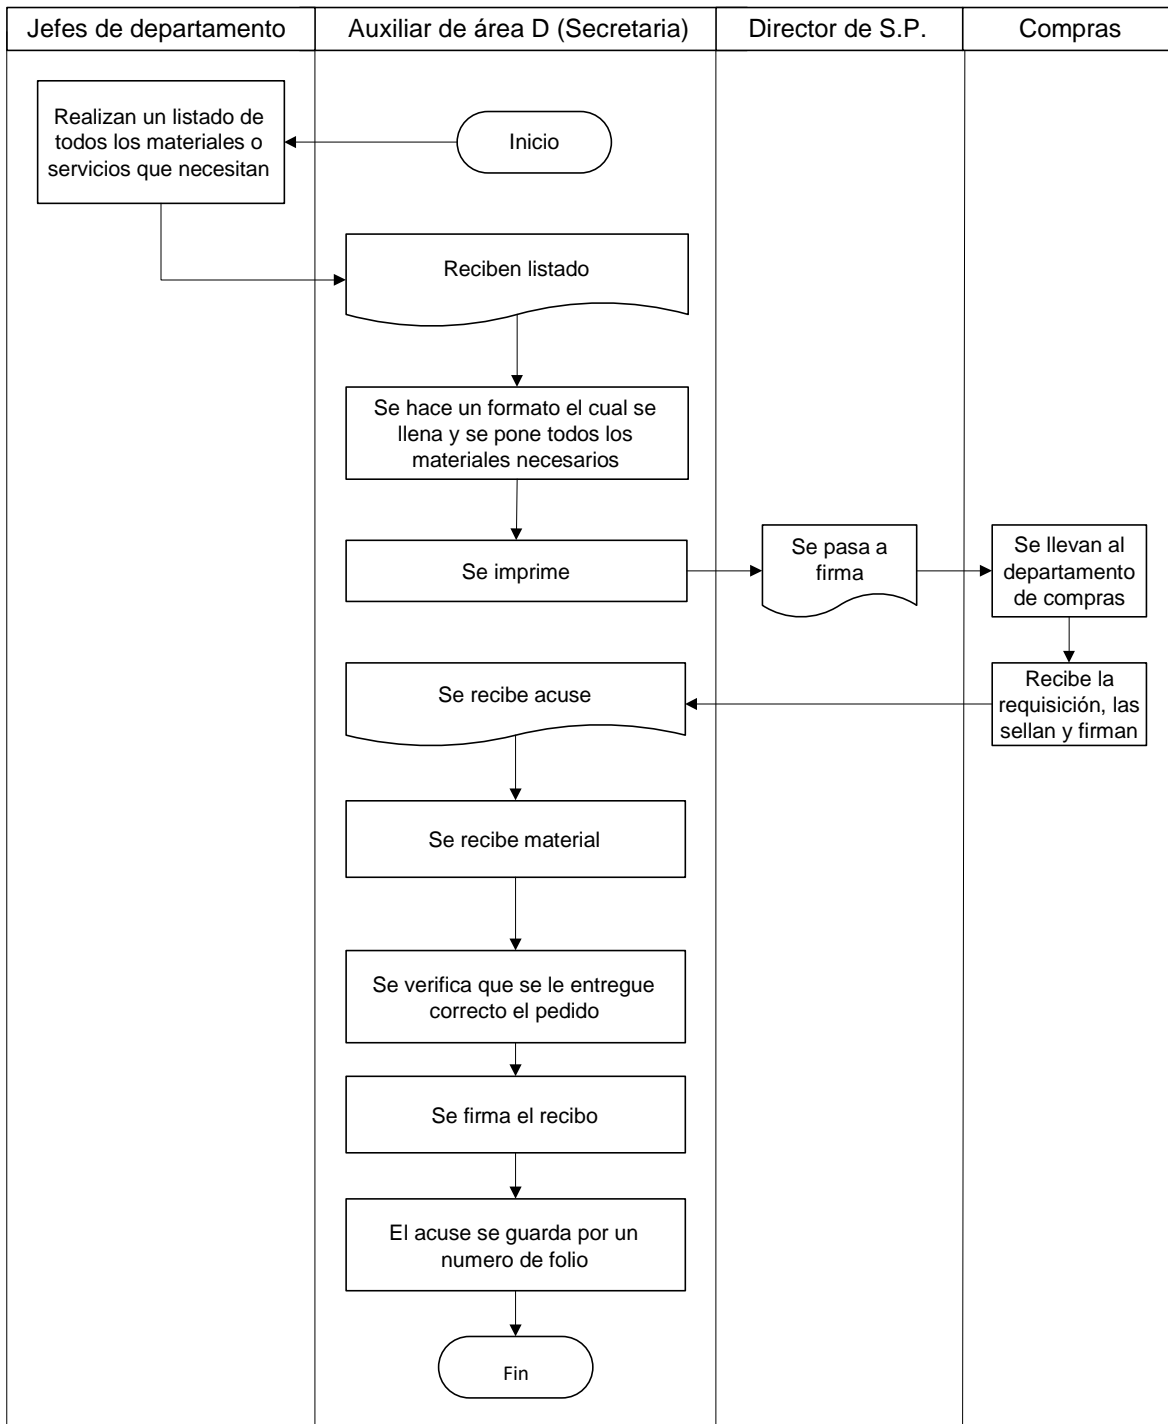 Jefes de departamento
Auxiliar de área D (Secretaria)
Director de S.P.
Compras
Realizan un listado de
todos los materiales o
servicios que necesitan
Inicio
Reciben listado
Se hace un formato el cual se
llena y se pone todos los
materiales necesarios
Se imprime
Se pasa a
firma
Se llevan al
departamento
de compras
Se recibe acuse
Recibe la
requisición, las
sellan y firman
Se recibe material
Se verifica que se le entregue
correcto el pedido
Se firma el recibo
El acuse se guarda por un
numero de folio
Fin